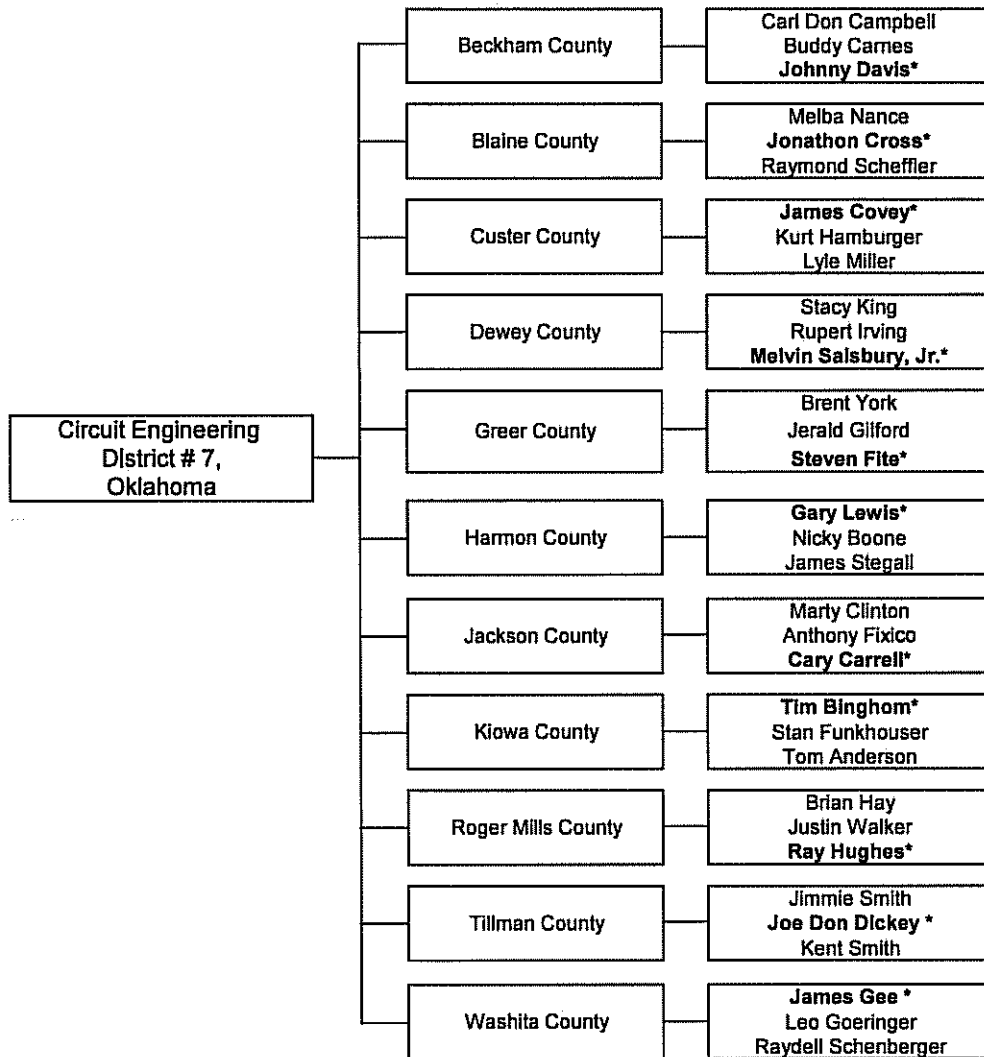 Circuit Engineering
District # 7,
Oklahoma
Beckham County
Carl Don Campbell
Buddy Carnes
Johnny Davis*
Blaine County
Melba Nance
Jonathon Cross*
Raymond Scheffler
Custer County
James Covey*
Kurt Hamburger
Lyle Miller
Dewey County
Stacy King
Rupert Irving
Melvin Salsbury, Jr.*
Greer County
Brent York
Jerald Gilford
Steven Fite*
Harmon County
Gary Lewis*
Nicky Boone
James Stegall
Jackson County
Marty Clinton
Anthony Fixico
Cary Carrell*
Kiowa County
Tim Binghom*
Stan Funkhouser
Tom Anderson
Roger Mills County
Brian Hay
Justin Walker
Ray Hughes*
Tillman County
Jimmie Smith
Joe Don Dickey *
Kent Smith
Washita County
James Gee *
Leo Goeringer
Raydell Schenberger